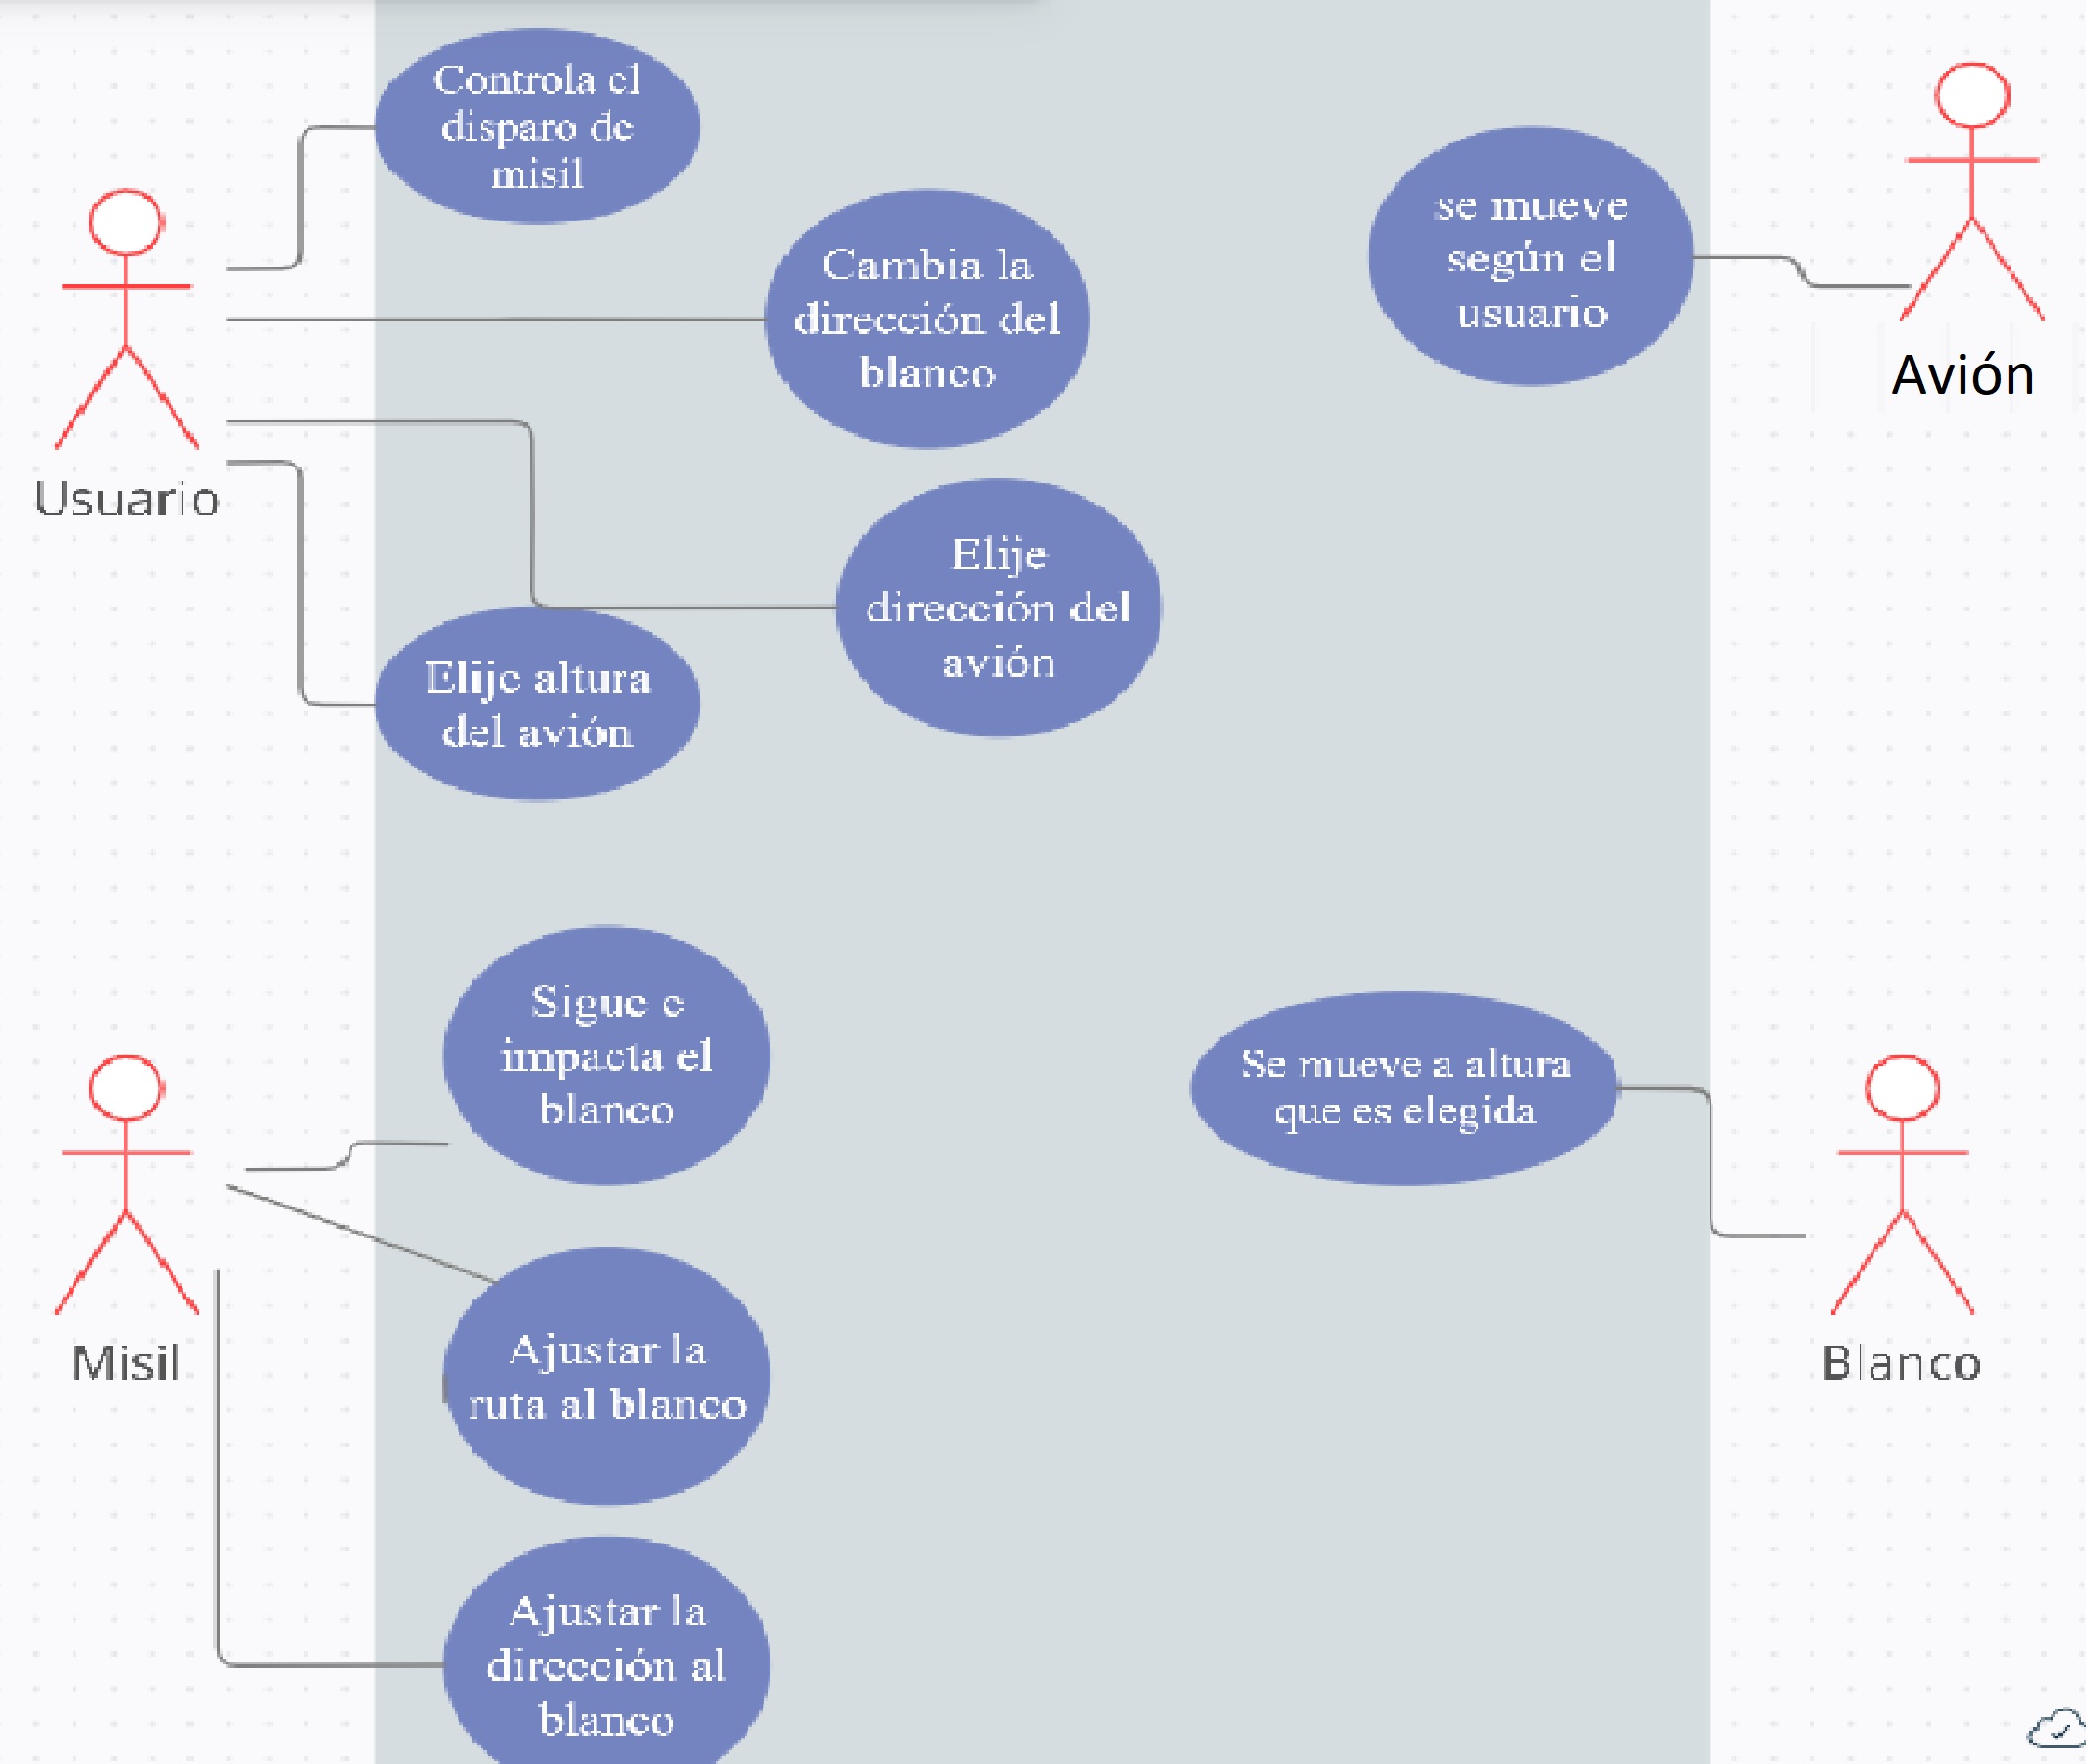 Controla el
disparo de
misil
Cambia la
dirección del
blanco
se mueve
según el
usuario
Avión
Usuario
Elije
dirección del
avión
Elije altura
del avión
Sigue e
impacta el
blanco
Se mueve a altura
que es elegida
Ajustar la
ruta al blanco
Misil
Blanco
Ajustar la
dirección al
blanco